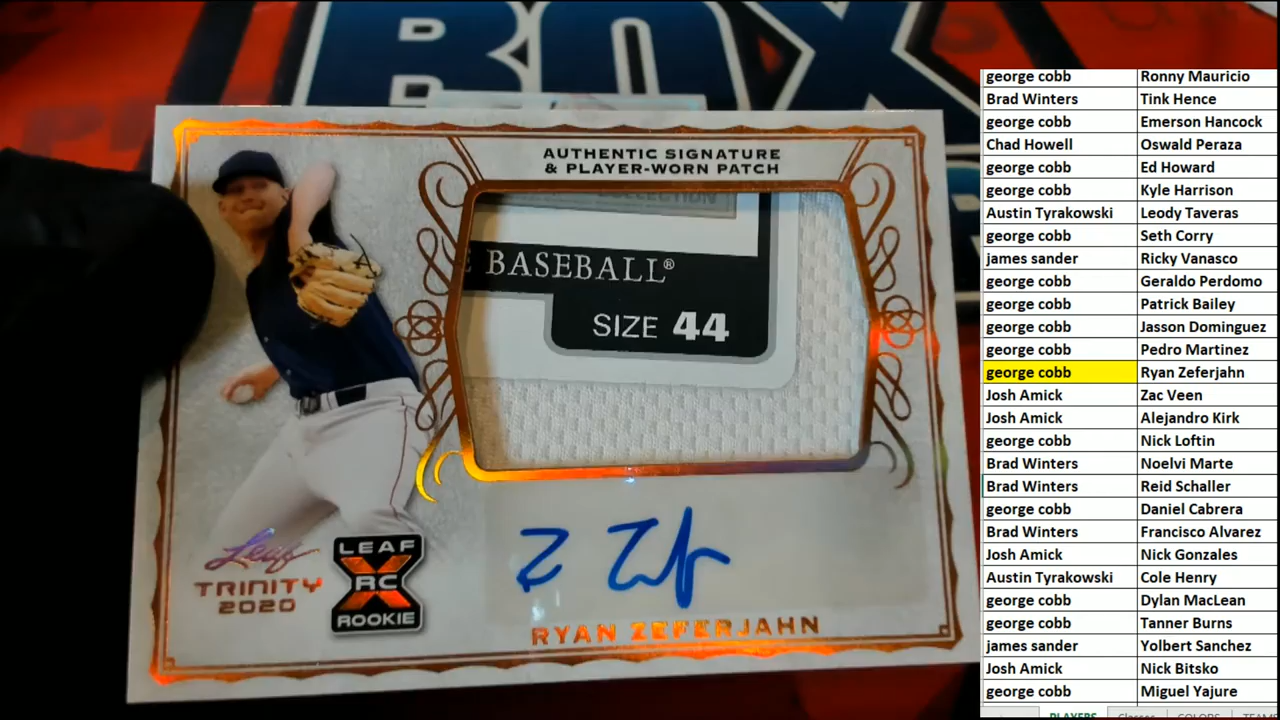 BOX
AUTHENTIC SIGNATURE
& PLAYER-WORN PATCH
COLLECTION
BASEBALL®
SIZE 44
Leaf
TRINITY
2020
LEAF
RC
ROOKIE
RYAN ZEFERJAHN
george cobb Ronny Mauricio
Brad Winters Tink Hence
george cobb Emerson Hancock
Chad Howell Oswald Peraza
george cobb Ed Howard
george cobb Kyle Harrison
Austin Tyrakowski Leody Taveras
george cobb Seth Corry
james sander Ricky Vanasco
george cobb Geraldo Perdomo
george cobb Patrick Bailey
george cobb Jasson Dominguez
george cobb Pedro Martinez
george cobb Ryan Zeferjahn
Josh Amick Zac Veen
Josh Amick Alejandro Kirk
george cobb Nick Loftin
Brad Winters Noelvi Marte
Brad Winters Reid Schaller
george cobb Daniel Cabrera
Brad Winters Francisco Alvarez
Josh Amick Nick Gonzales
Austin Tyrakowski Cole Henry
george cobb Dylan MacLean
george cobb Tanner Burns
james sander Yolbert Sanchez
Josh Amick Nick Bitsko
george cobb Miguel Yajure
PLAYERS Classes COLORS TEAMS